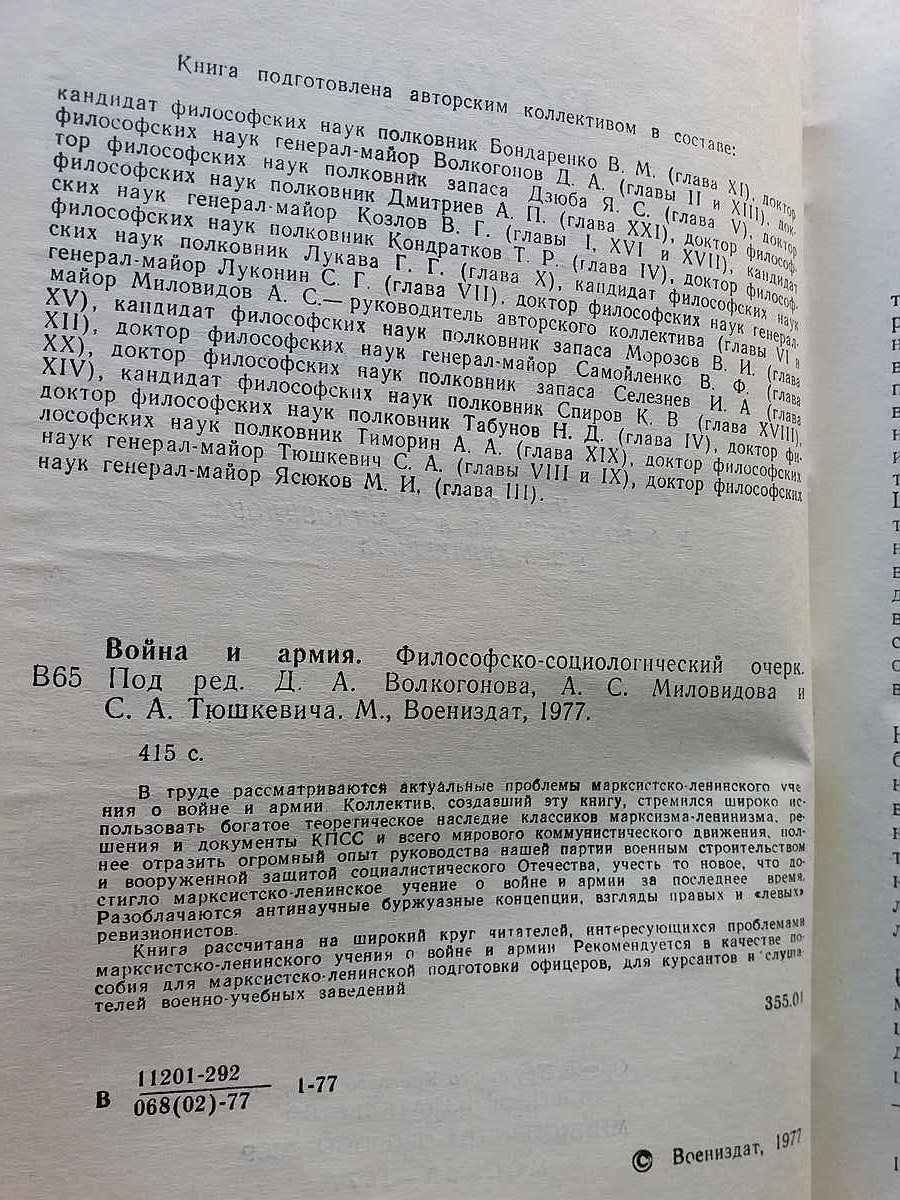 Книга подготовлена авторским коллективом в составе:
кандидат философских наук полковник Бондаренко В. М. (глава XI), доктор
философских наук генерал-майор Волкогонов Д. А. (главы II и XIII), док-
тор философских наук полковник запаса Дзюба Я. С. (глава V), доктор
философских наук полковник Дмитриев А. П. (глава XXI), доктор философ-
ских наук генерал-майор Козлов В. Г. (главы I, XVI и XVII), кандидат
философских наук полковник Кондратков Т. Р. (глава IV), доктор философ-
ских наук полковник Лукава Г. Г. (глава X), кандидат философских наук
генерал-майор Луконин С. Г. (глава VII), доктор философских наук генерал-
майор Миловидов А. С.— руководитель авторского коллектива (главы VI и
XV), кандидат философских наук полковник запаса Морозов В. И. (глава
XII), доктор философских наук генерал-майор Самойленко В. Ф. (глава
XX), доктор философских наук полковник запаса Селезнев И. А (глава
XIV), кандидат философских наук полковник Спиров К. В (глава XVIII),
доктор философских наук полковник Табунов Н. Д. (глава IV), доктор фи-
лософских наук полковник Тиморин А. А. (глава XIX), доктор философских
наук генерал-майор Тюшкевич С. А. (главы VIII и IX), доктор философских
наук генерал-майор Ясюков М. И. (глава III).
Война и армия. Философско-социологический очерк.
В65 Под ред. Д. А. Волкогонова, А. С. Миловидова и
С. А. Тюшкевича. М., Воениздат, 1977.
415 с.
В труде рассматриваются актуальные проблемы марксистско-ленинского уче
ния о войне и армии Коллектив, создавший эту книгу, стремился широко ис-
пользовать богатое теоретическое наследие классиков марксизма-ленинизма, ре-
шения и документы КПСС и всего мирового коммунистического движения, пол-
нее отразить огромный опыт руководства нашей партии военным строительством
и вооруженной защитой социалистического Отечества, учесть то новое, что до-
стигло марксистско-ленинское учение о войне и армии за последнее время.
Разоблачаются антинаучные буржуазные концепции, взгляды правых и «левых»
ревизионистов.
Книга рассчитана на широкий круг читателей, интересующихся проблемами
марксистско-ленинского учения о войне и армии Рекомендуется в качестве по-
собия для марксистско-ленинской подготовки офицеров, для курсантов и слуша-
телей военно-учебных заведений
355.01
В 11201-292 1-77
068(02)-77
© Воениздат, 1977